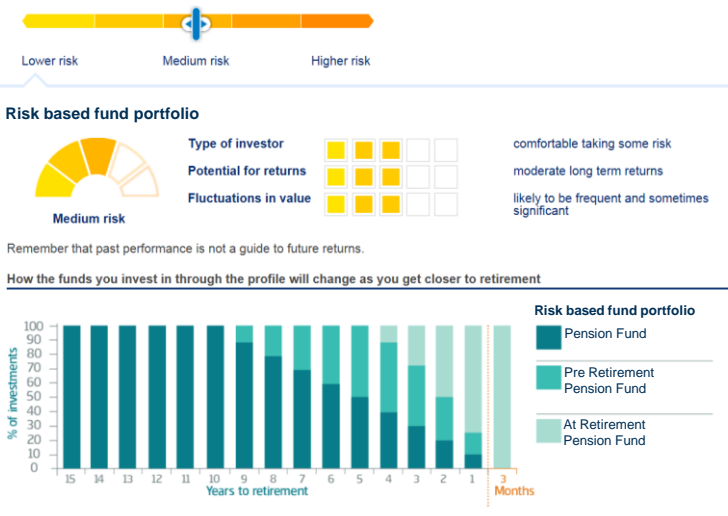 Lower risk
Medium risk
Higher risk
Risk based fund portfolio
Medium risk
Type of investor
comfortable taking some risk
Potential for returns
moderate long term returns
Fluctuations in value
likely to be frequent and sometimes
significant
Remember that past performance is not a guide to future returns.
How the funds you invest in through the profile will change as you get closer to retirement
% of investments
100
90
80
70
60
50
40
30
20
10
0
15 14 13 12 11 10 9 8 7 6 5 4 3 2 1 3
Years to retirement
Months
Risk based fund portfolio
Pension Fund
Pre Retirement
Pension Fund
At Retirement
Pension Fund